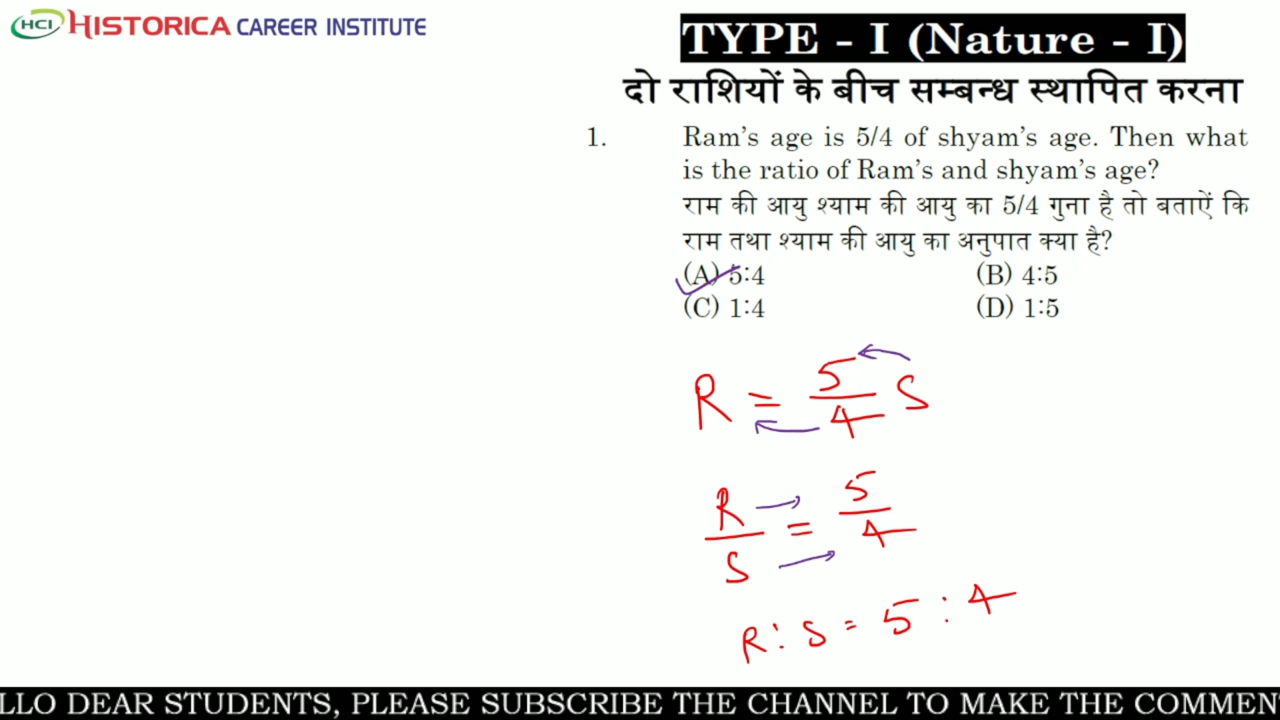 HCI HISTORICA CAREER INSTITUTE
TYPE - I (Nature - I)
दो राशियों के बीच सम्बन्ध स्थापित करना
1. Ram's age is 5/4 of shyam's age. Then what
is the ratio of Ram's and shyam's age?
राम की आयु श्याम की आयु का 5/4 गुना है तो बताऐं कि
राम तथा श्याम की आयु का अनुपात क्या है?
(A) 5:4 (B) 4:5
(C) 1:4 (D) 1:5
R = 5/4 S
R/S = 5/4
R : S = 5 : 4
LLO DEAR STUDENTS, PLEASE SUBSCRIBE THE CHANNEL TO MAKE THE COMMEN